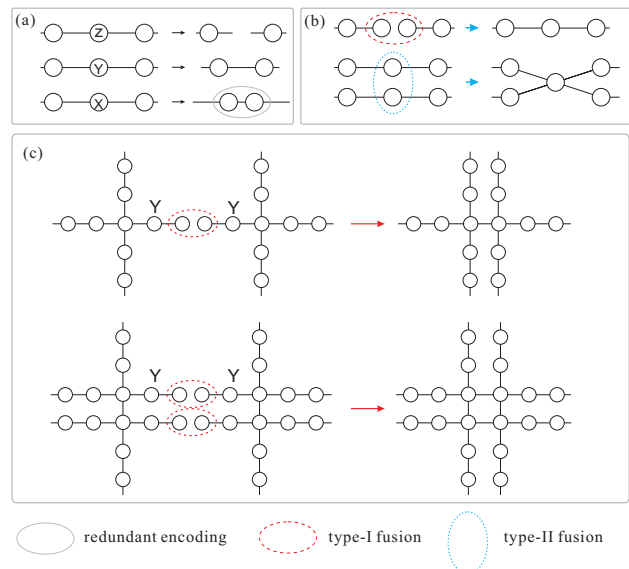 (a)
Z
Y
X
(b)
(c)
Y Y
Y Y
redundant encoding
type-I fusion
type-II fusion